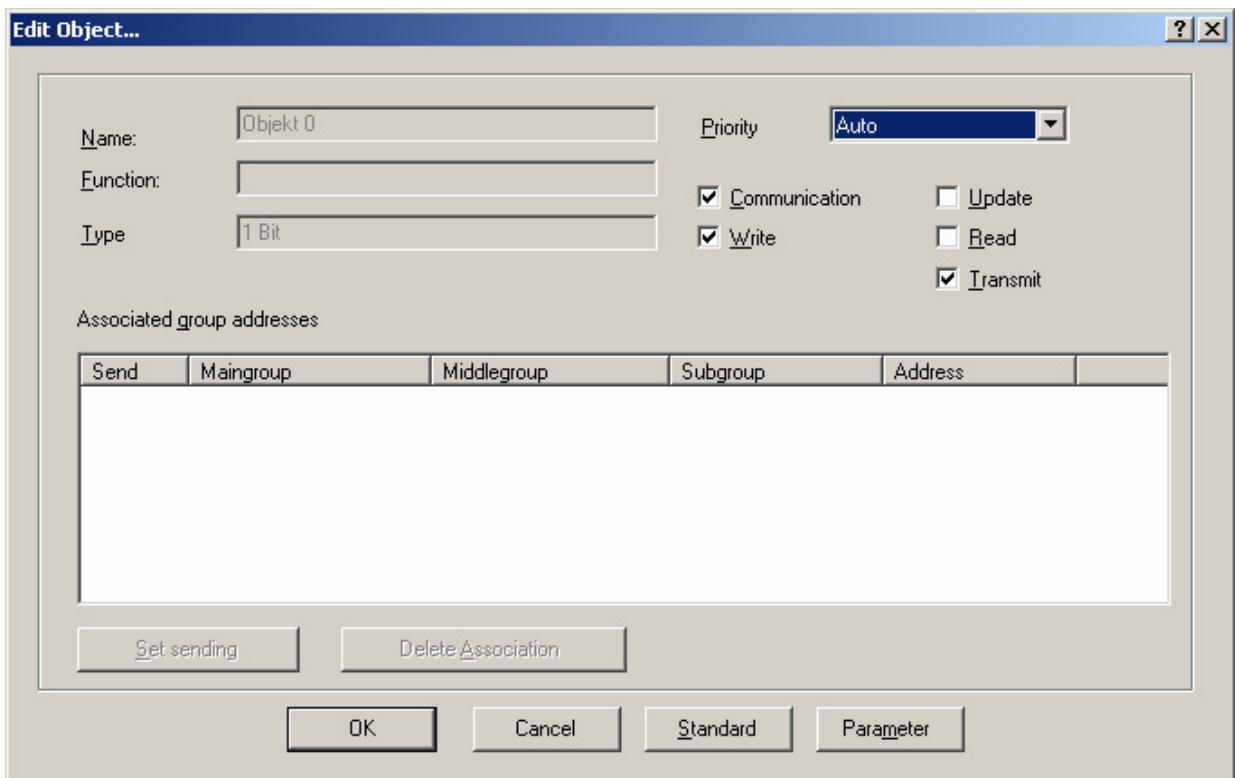 Edit Object...
Name: Objekt 0
Priority Auto
Function:
Communication Update
Type 1 Bit
Write Read
Transmit
Associated group addresses
Send Maingroup Middlegroup Subgroup Address
Set sending Delete Association
OK Cancel Standard Parameter